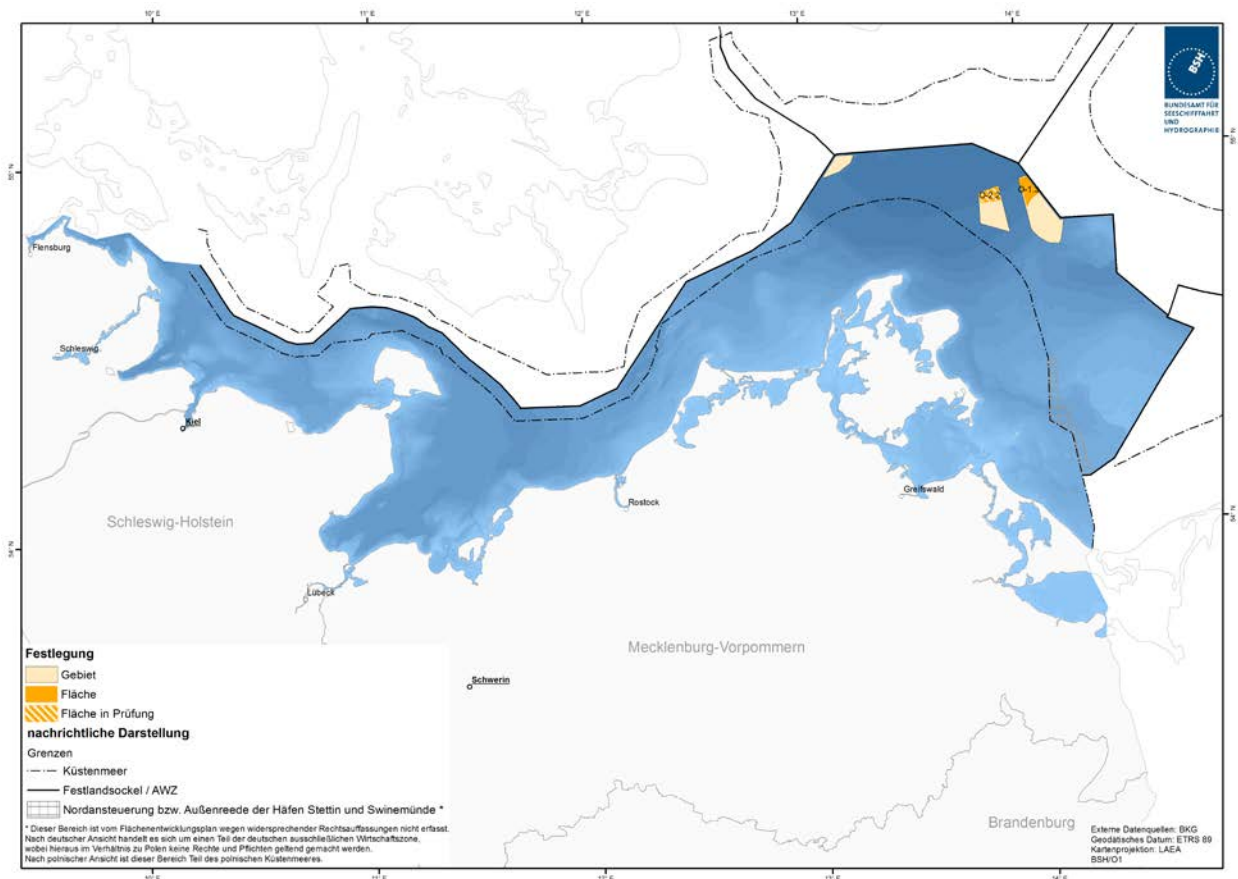 10° E 11° E 12° E 13° E 14° E
BSH
BUNDESAMT FÜR
SEESCHIFFFAHRT
UND
HYDROGRAPHIE
55° N
55° N
O-2.2
O-1.3
Flensburg
Schleswig
Kiel
Rostock
Greifswald
54° N
54° N
Schleswig-Holstein
Lübeck
Mecklenburg-Vorpommern
Schwerin
Brandenburg
Festlegung
Gebiet
Fläche
Fläche in Prüfung
nachrichtliche Darstellung
Grenzen
Küstenmeer
Festlandsockel / AWZ
Nordansteuerung bzw. Außenreede der Häfen Stettin und Swinemünde *
* Dieser Bereich ist vom Flächenentwicklungsplan wegen widersprechender Rechtsauffassungen nicht erfasst.
Nach deutscher Ansicht handelt es sich um einen Teil der deutschen ausschließlichen Wirtschaftszone,
wobei hieraus im Verhältnis zu Polen keine Rechte und Pflichten geltend gemacht werden.
Nach polnischer Ansicht ist dieser Bereich Teil des polnischen Küstenmeeres.
Externe Datenquellen: BKG
Geodätisches Datum: ETRS 89
Kartenprojektion: LAEA
BSH/O1
10° E 11° E 12° E 13° E 14° E